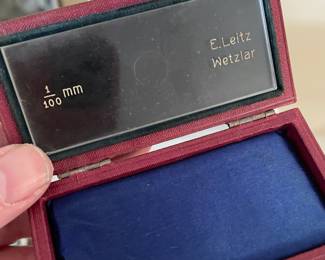 E. Leitz
Wetzlar
1/100 mm